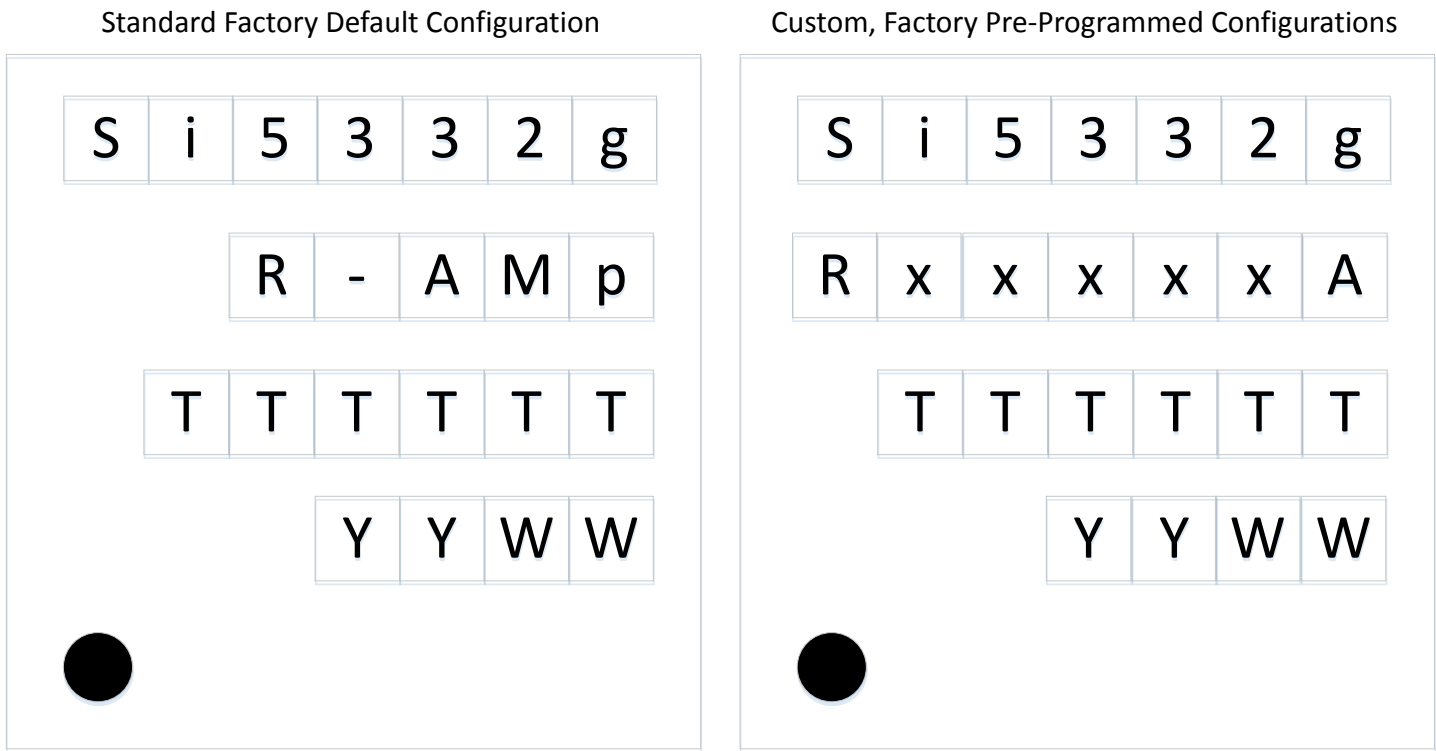 Standard Factory Default Configuration
Si5332g
R-AMp
TTTTTT
YYWW
Custom, Factory Pre-Programmed Configurations
Si5332g
RxxxxxA
TTTTTT
YYWW